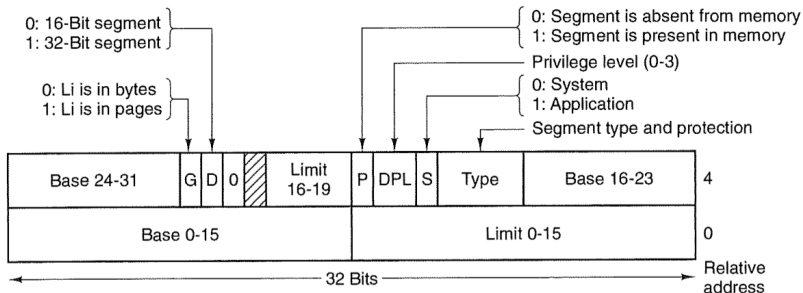 0: 16-Bit segment
1: 32-Bit segment
0: Li is in bytes
1: Li is in pages
0: Segment is absent from memory
1: Segment is present in memory
Privilege level (0-3)
0: System
1: Application
Segment type and protection
Base 24-31
G
D
0
Limit
16-19
P
DPL
S
Type
Base 16-23
4
Base 0-15
Limit 0-15
0
32 Bits
Relative
address